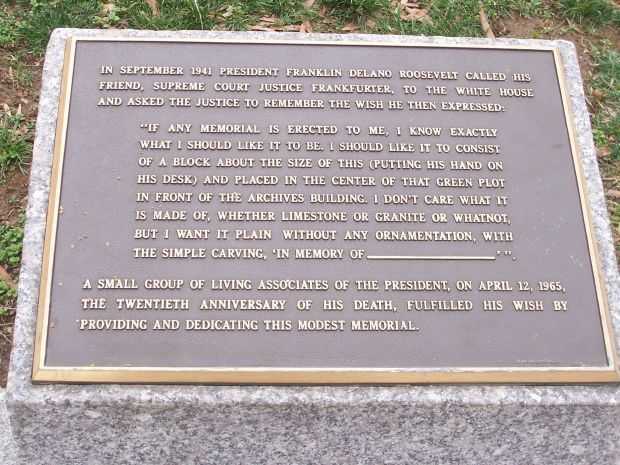 IN SEPTEMBER 1941 PRESIDENT FRANKLIN DELANO ROOSEVELT CALLED HIS
FRIEND, SUPREME COURT JUSTICE FRANKFURTER, TO THE WHITE HOUSE
AND ASKED THE JUSTICE TO REMEMBER THE WISH HE THEN EXPRESSED:
"IF ANY MEMORIAL IS ERECTED TO ME, I KNOW EXACTLY
WHAT I SHOULD LIKE IT TO BE. I SHOULD LIKE IT TO CONSIST
OF A BLOCK ABOUT THE SIZE OF THIS (PUTTING HIS HAND ON
HIS DESK) AND PLACED IN THE CENTER OF THAT GREEN PLOT
IN FRONT OF THE ARCHIVES BUILDING. I DON'T CARE WHAT IT
IS MADE OF, WHETHER LIMESTONE OR GRANITE OR WHATNOT,
BUT I WANT IT PLAIN WITHOUT ANY ORNAMENTATION, WITH
THE SIMPLE CARVING, 'IN MEMORY OF ____________' ".
A SMALL GROUP OF LIVING ASSOCIATES OF THE PRESIDENT, ON APRIL 12, 1965,
THE TWENTIETH ANNIVERSARY OF HIS DEATH, FULFILLED HIS WISH BY
PROVIDING AND DEDICATING THIS MODEST MEMORIAL.